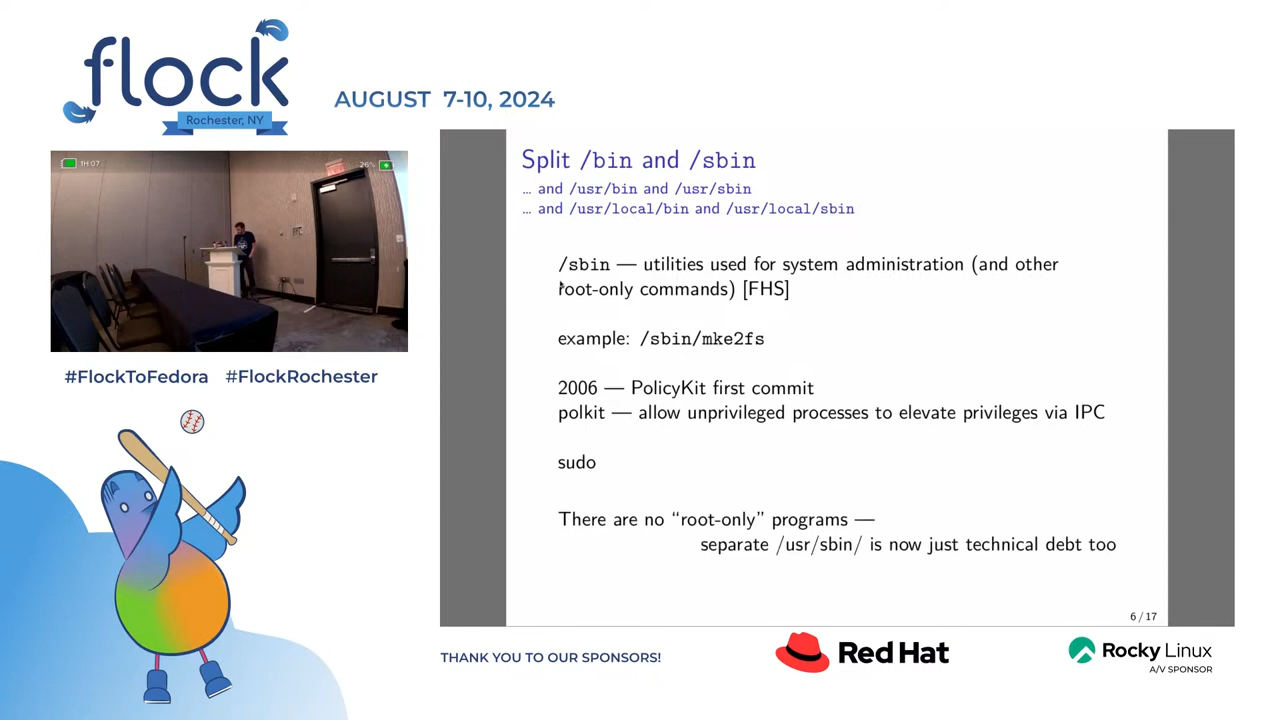 flock
Rochester, NY
AUGUST 7-10, 2024
1H:07
26%
#FlockToFedora #FlockRochester
Split /bin and /sbin
… and /usr/bin and /usr/sbin
… and /usr/local/bin and /usr/local/sbin
/sbin — utilities used for system administration (and other
root-only commands) [FHS]
example: /sbin/mke2fs
2006 — PolicyKit first commit
polkit — allow unprivileged processes to elevate privileges via IPC
sudo
There are no “root-only” programs —
separate /usr/sbin/ is now just technical debt too
6 / 17
THANK YOU TO OUR SPONSORS!
Red Hat
Rocky Linux
A/V SPONSOR